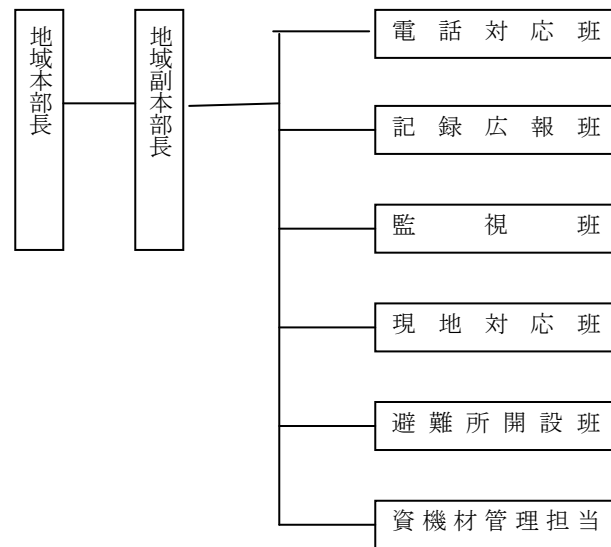 地域本部長
地域副本部長
電話対応班
記録広報班
監視班
現地対応班
避難所開設班
資機材管理担当